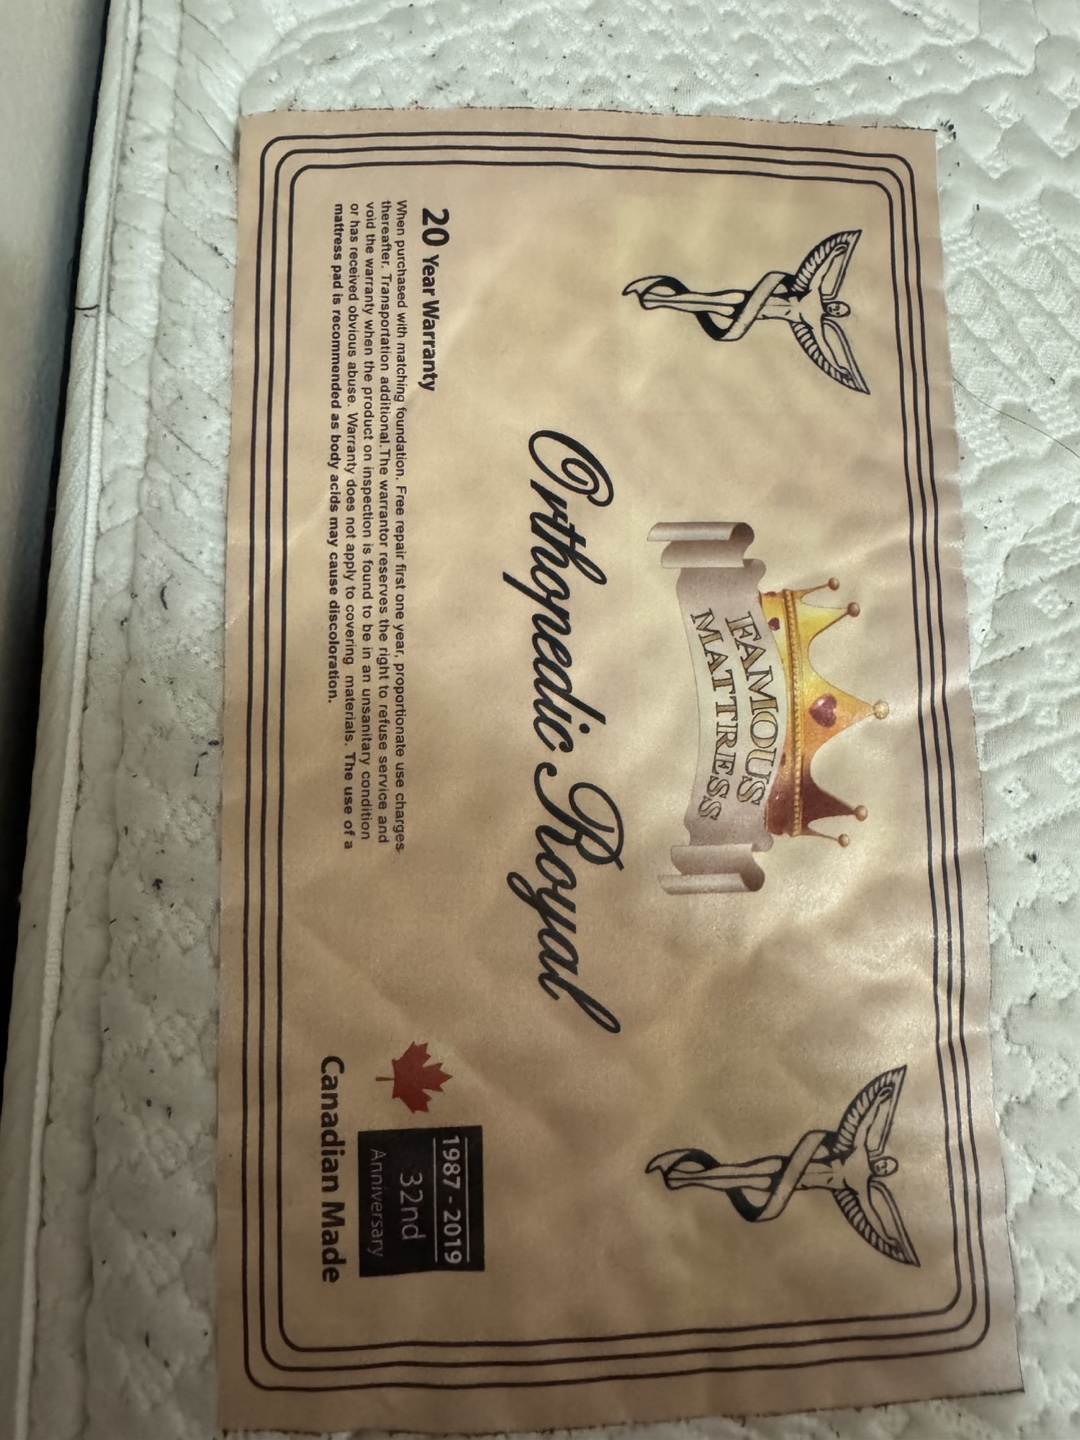 FAMOUS
MATTRESS
Orthopedic Royal
20 Year Warranty
When purchased with matching foundation. Free repair first one year, proportionate use charges
thereafter. Transportation additional. The warrantor reserves the right to refuse service and
void the warranty when the product on inspection is found to be in an unsanitary condition
or has received obvious abuse. Warranty does not apply to covering materials. The use of a
mattress pad is recommended as body acids may cause discoloration.
1987 - 2019
32nd
Anniversary
Canadian Made